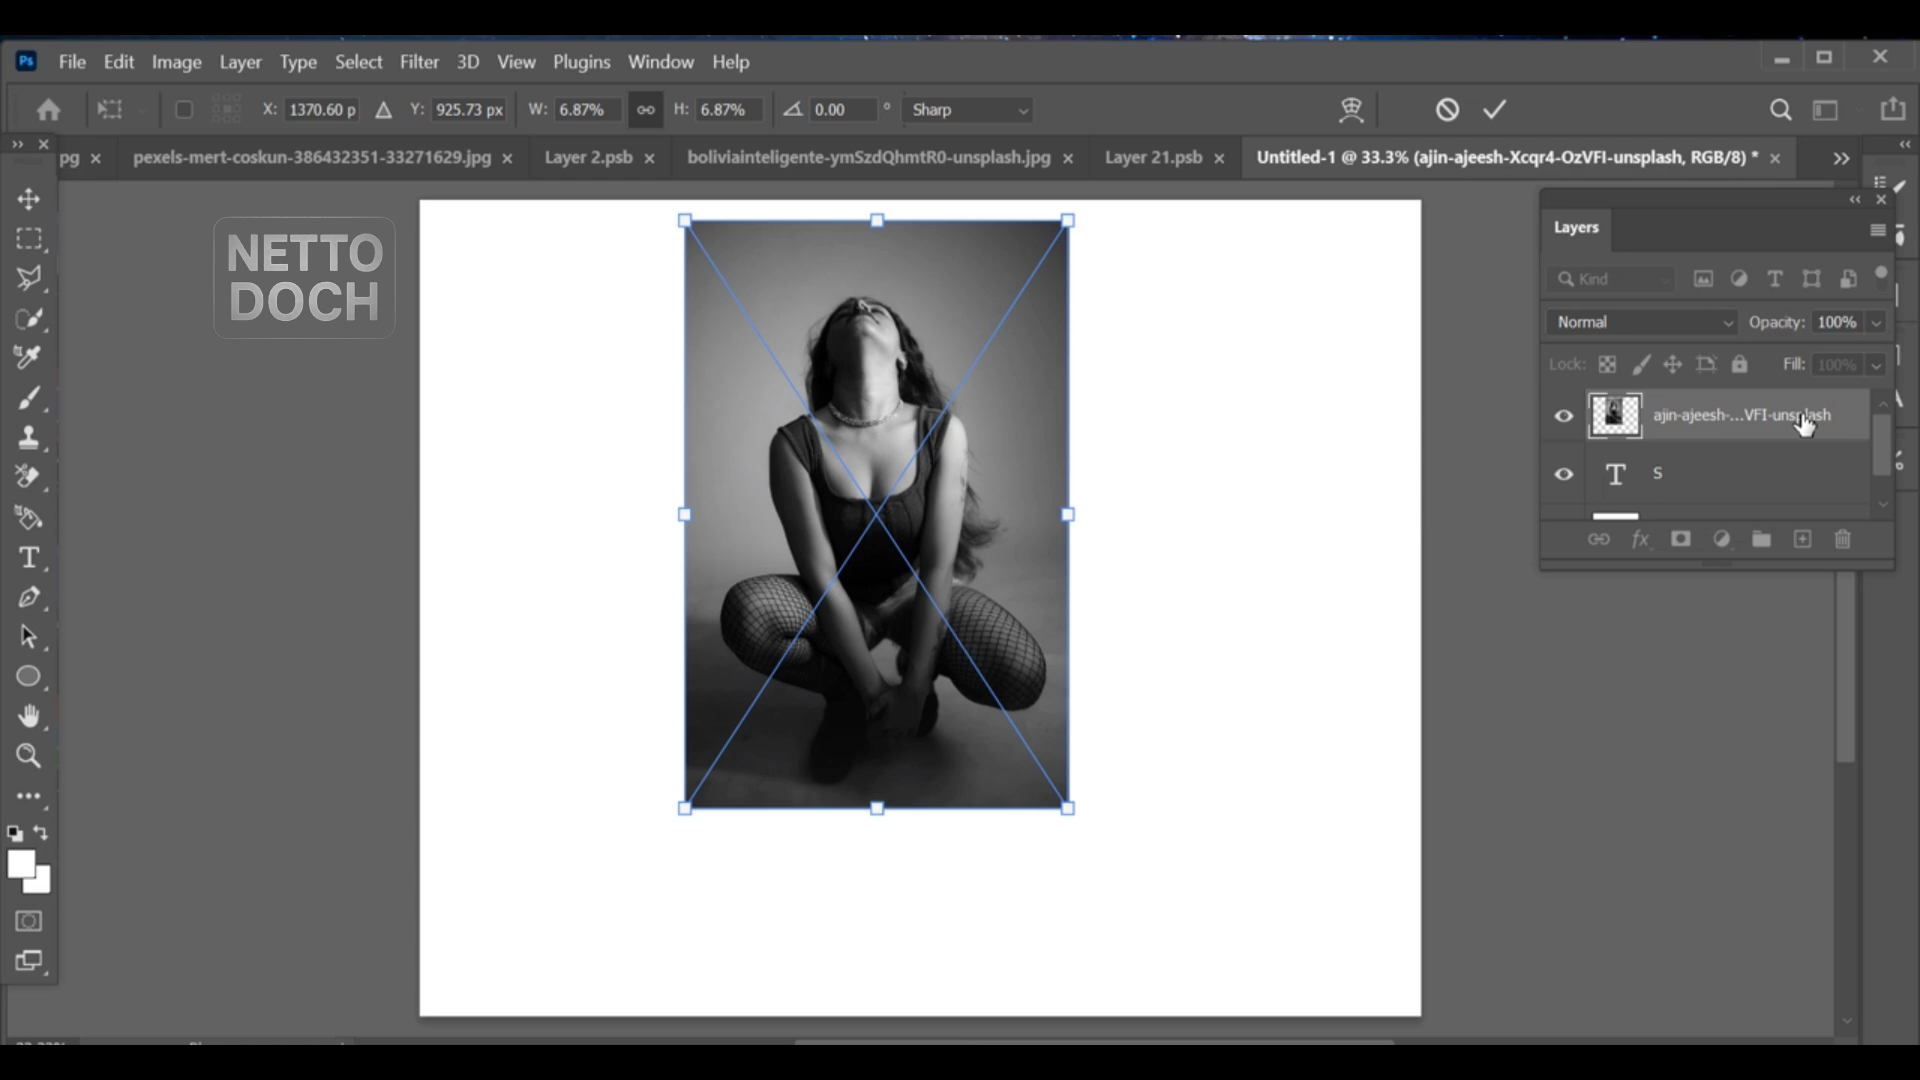 Ps File Edit Image Layer Type Select Filter 3D View Plugins Window Help
X: 1370.60 p Y: 925.73 px W: 6.87% H: 6.87% 0.00 ° Sharp
pg pexels-mert-coskun-386432351-33271629.jpg Layer 2.psb boliviainteligente-ymSzdQhmtR0-unsplash.jpg Layer 21.psb Untitled-1 @ 33.3% (ajin-ajeesh-Xcqr4-OzVFI-unsplash, RGB/8) *
NETTO
DOCH
Layers
Kind
Normal Opacity: 100%
Lock: Fill: 100%
ajin-ajeesh-...VFI-unsplash
T S
fx